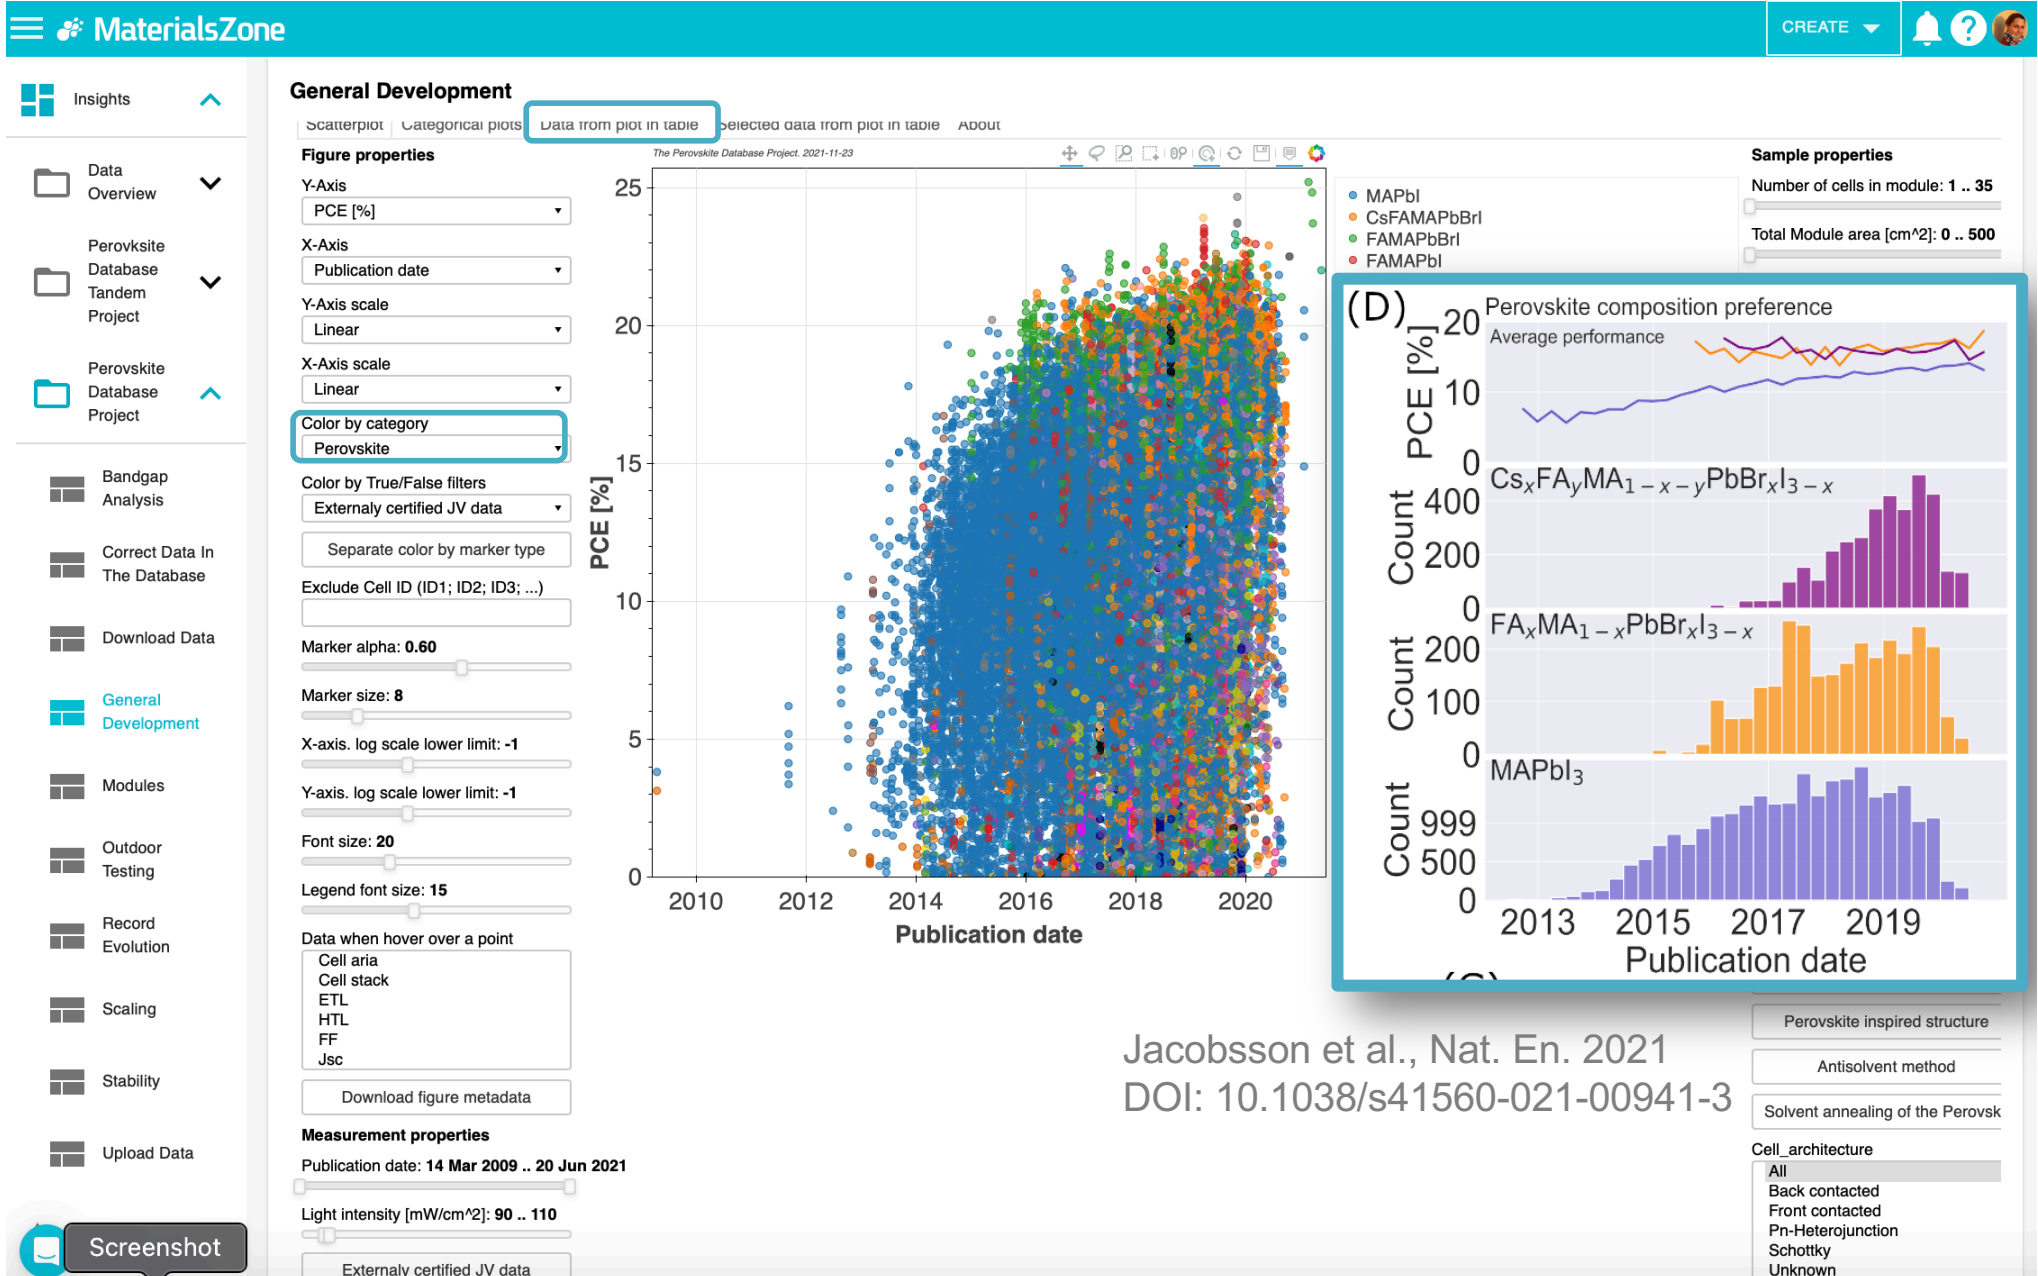 MaterialsZone
CREATE
Insights
Data
Overview
Perovksite
Database
Tandem
Project
Perovskite
Database
Project
Bandgap
Analysis
Correct Data In
The Database
Download Data
General
Development
Modules
Outdoor
Testing
Record
Evolution
Scaling
Stability
Upload Data
Screenshot
General Development
Scatterplot
Categorical plots
Data from plot in table
Selected data from plot in table
About
Figure properties
Y-Axis
PCE [%]
X-Axis
Publication date
Y-Axis scale
Linear
X-Axis scale
Linear
Color by category
Perovskite
Color by True/False filters
Externaly certified JV data
Separate color by marker type
Exclude Cell ID (ID1; ID2; ID3; ...)
Marker alpha: 0.60
Marker size: 8
X-axis. log scale lower limit: -1
Y-axis. log scale lower limit: -1
Font size: 20
Legend font size: 15
Data when hover over a point
Cell aria
Cell stack
ETL
HTL
FF
Jsc
Download figure metadata
Measurement properties
Publication date: 14 Mar 2009 .. 20 Jun 2021
Light intensity [mW/cm^2]: 90 .. 110
Externaly certified JV data
The Perovskite Database Project. 2021-11-23
25
20
15
10
5
0
PCE [%]
2010 2012 2014 2016 2018 2020
Publication date
MAPbI
CsFAMAPbBrI
FAMAPbBrI
FAMAPbI
Sample properties
Number of cells in module: 1 .. 35
Total Module area [cm^2]: 0 .. 500
(D)
Perovskite composition preference
Average performance
PCE [%]
20
10
0
CsxFAyMA1 − x − yPbBrxI3 − x
Count
400
200
0
FAxMA1 − xPbBrxI3 − x
Count
200
100
0
MAPbI3
Count
999
500
0
2013 2015 2017 2019
Publication date
Jacobsson et al., Nat. En. 2021
DOI: 10.1038/s41560-021-00941-3
Perovskite inspired structure
Antisolvent method
Solvent annealing of the Perovsk
Cell_architecture
All
Back contacted
Front contacted
Pn-Heterojunction
Schottky
Unknown